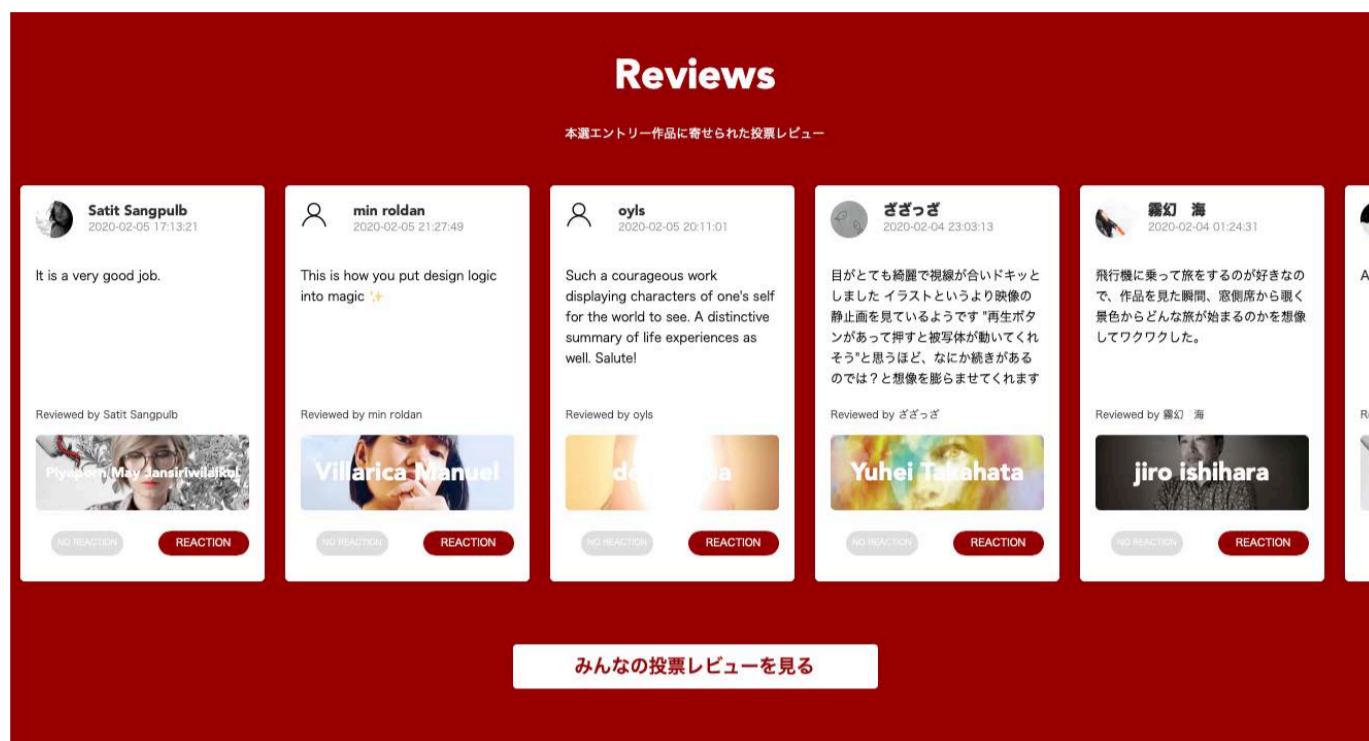 Reviews
本選エントリー作品に寄せられた投票レビュー
Satit Sangpulb
2020-02-05 17:13:21
It is a very good job.
Reviewed by Satit Sangpulb
Piyaporn May Jansiriwilaikul
NO REACTION
REACTION
min roldan
2020-02-05 21:27:49
This is how you put design logic
into magic ✨
Reviewed by min roldan
Villarica Manuel
NO REACTION
REACTION
oyls
2020-02-05 20:11:01
Such a courageous work
displaying characters of one's self
for the world to see. A distinctive
summary of life experiences as
well. Salute!
Reviewed by oyls
NO REACTION
REACTION
ざざっざ
2020-02-04 23:03:13
目がとても綺麗で視線が合いドキッと
しました イラストというより映像の
静止画を見ているようです "再生ボタ
ンがあって押すと被写体が動いてくれ
そう"と思うほど、なにか続きがある
のでは？と想像を膨らませてくれます
Reviewed by ざざっざ
Yuhei Takahata
NO REACTION
REACTION
霧幻　海
2020-02-04 01:24:31
飛行機に乗って旅をするのが好きなの
で、作品を見た瞬間、窓側席から覗く
景色からどんな旅が始まるのかを想像
してワクワクした。
Reviewed by 霧幻　海
jiro ishihara
NO REACTION
REACTION
みんなの投票レビューを見る